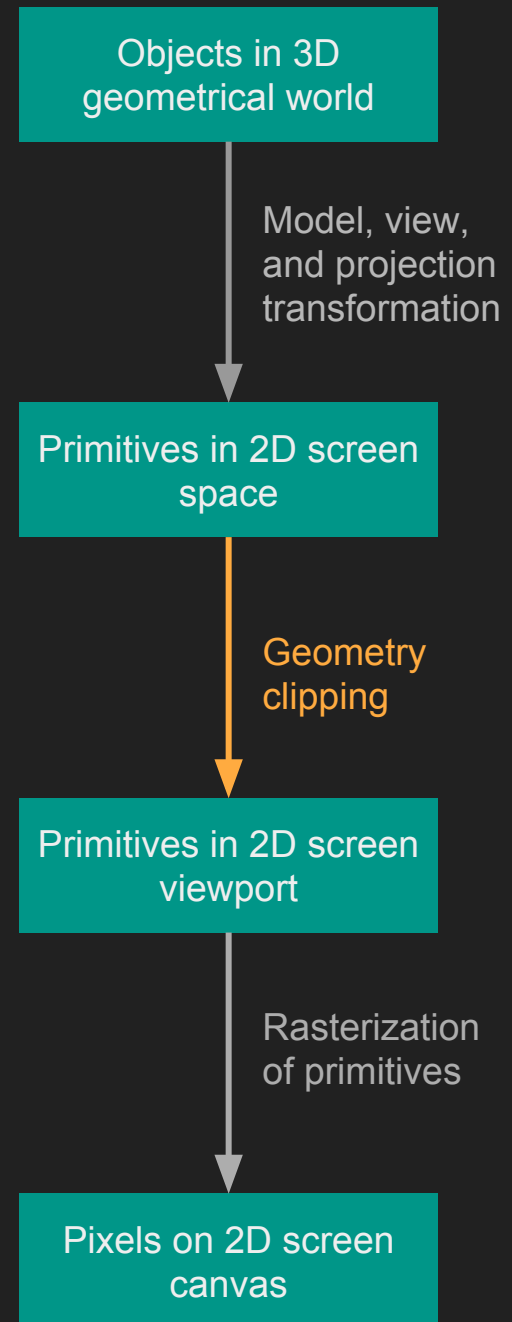 Objects in 3D
geometrical world
Model, view,
and projection
transformation
Primitives in 2D screen
space
Geometry
clipping
Primitives in 2D screen
viewport
Rasterization
of primitives
Pixels on 2D screen
canvas